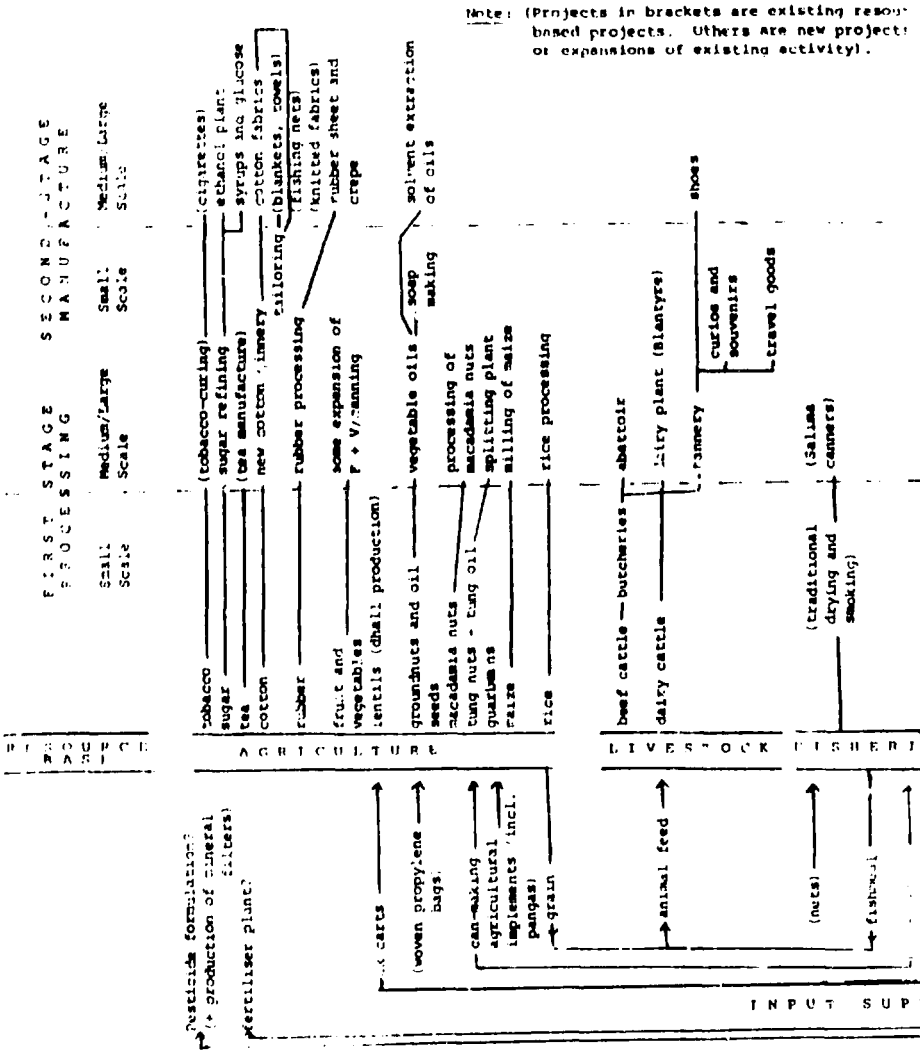 Note: (Projects in brackets are existing
based projects. Others are new
or expansions of existing activity).
SECOND STAGE
MANUFACTURE
Medium/Large
Scale
Small
Scale
(cigarettes)
ethanol plant
syrups and glucose
cotton fabrics
(blankets, towels)
(fishing nets)
(knitted fabrics)
rubber sheet and
crepe
solvent extraction
of oils
shoes
tailoring
soap
making
curios and
souvenirs
travel goods
FIRST STAGE
PROCESSING
Medium/Large
Scale
Small
Scale
(tobacco-curing)
sugar refining
(tea manufacture)
new cotton ginnery
rubber processing
some expansion of
F + V/canning
vegetable oils
processing of
macadamia nuts
splitting plant
milling of maize
rice processing
abattoir
dairy plant (Blantyre)
tannery
(Salima
canners)
tobacco
sugar
tea
cotton
rubber
fruit and
vegetables
lentils (dhall production)
groundnuts and oil
seeds
macadamia nuts
tung nuts - tung oil
guarbeans
maize
rice
beef cattle — butcheries
dairy cattle
(traditional
drying and
smoking)
RESOURCE
BASE
AGRICULTURE
LIVESTOCK
Pesticide formulation?
(+ production of mineral
filters)
Fertiliser plant?
carts
(woven propylene
bags)
can-making
agricultural
implements (incl.
pangas)
grain
animal feed
(nets)
fishmeal
INPUT